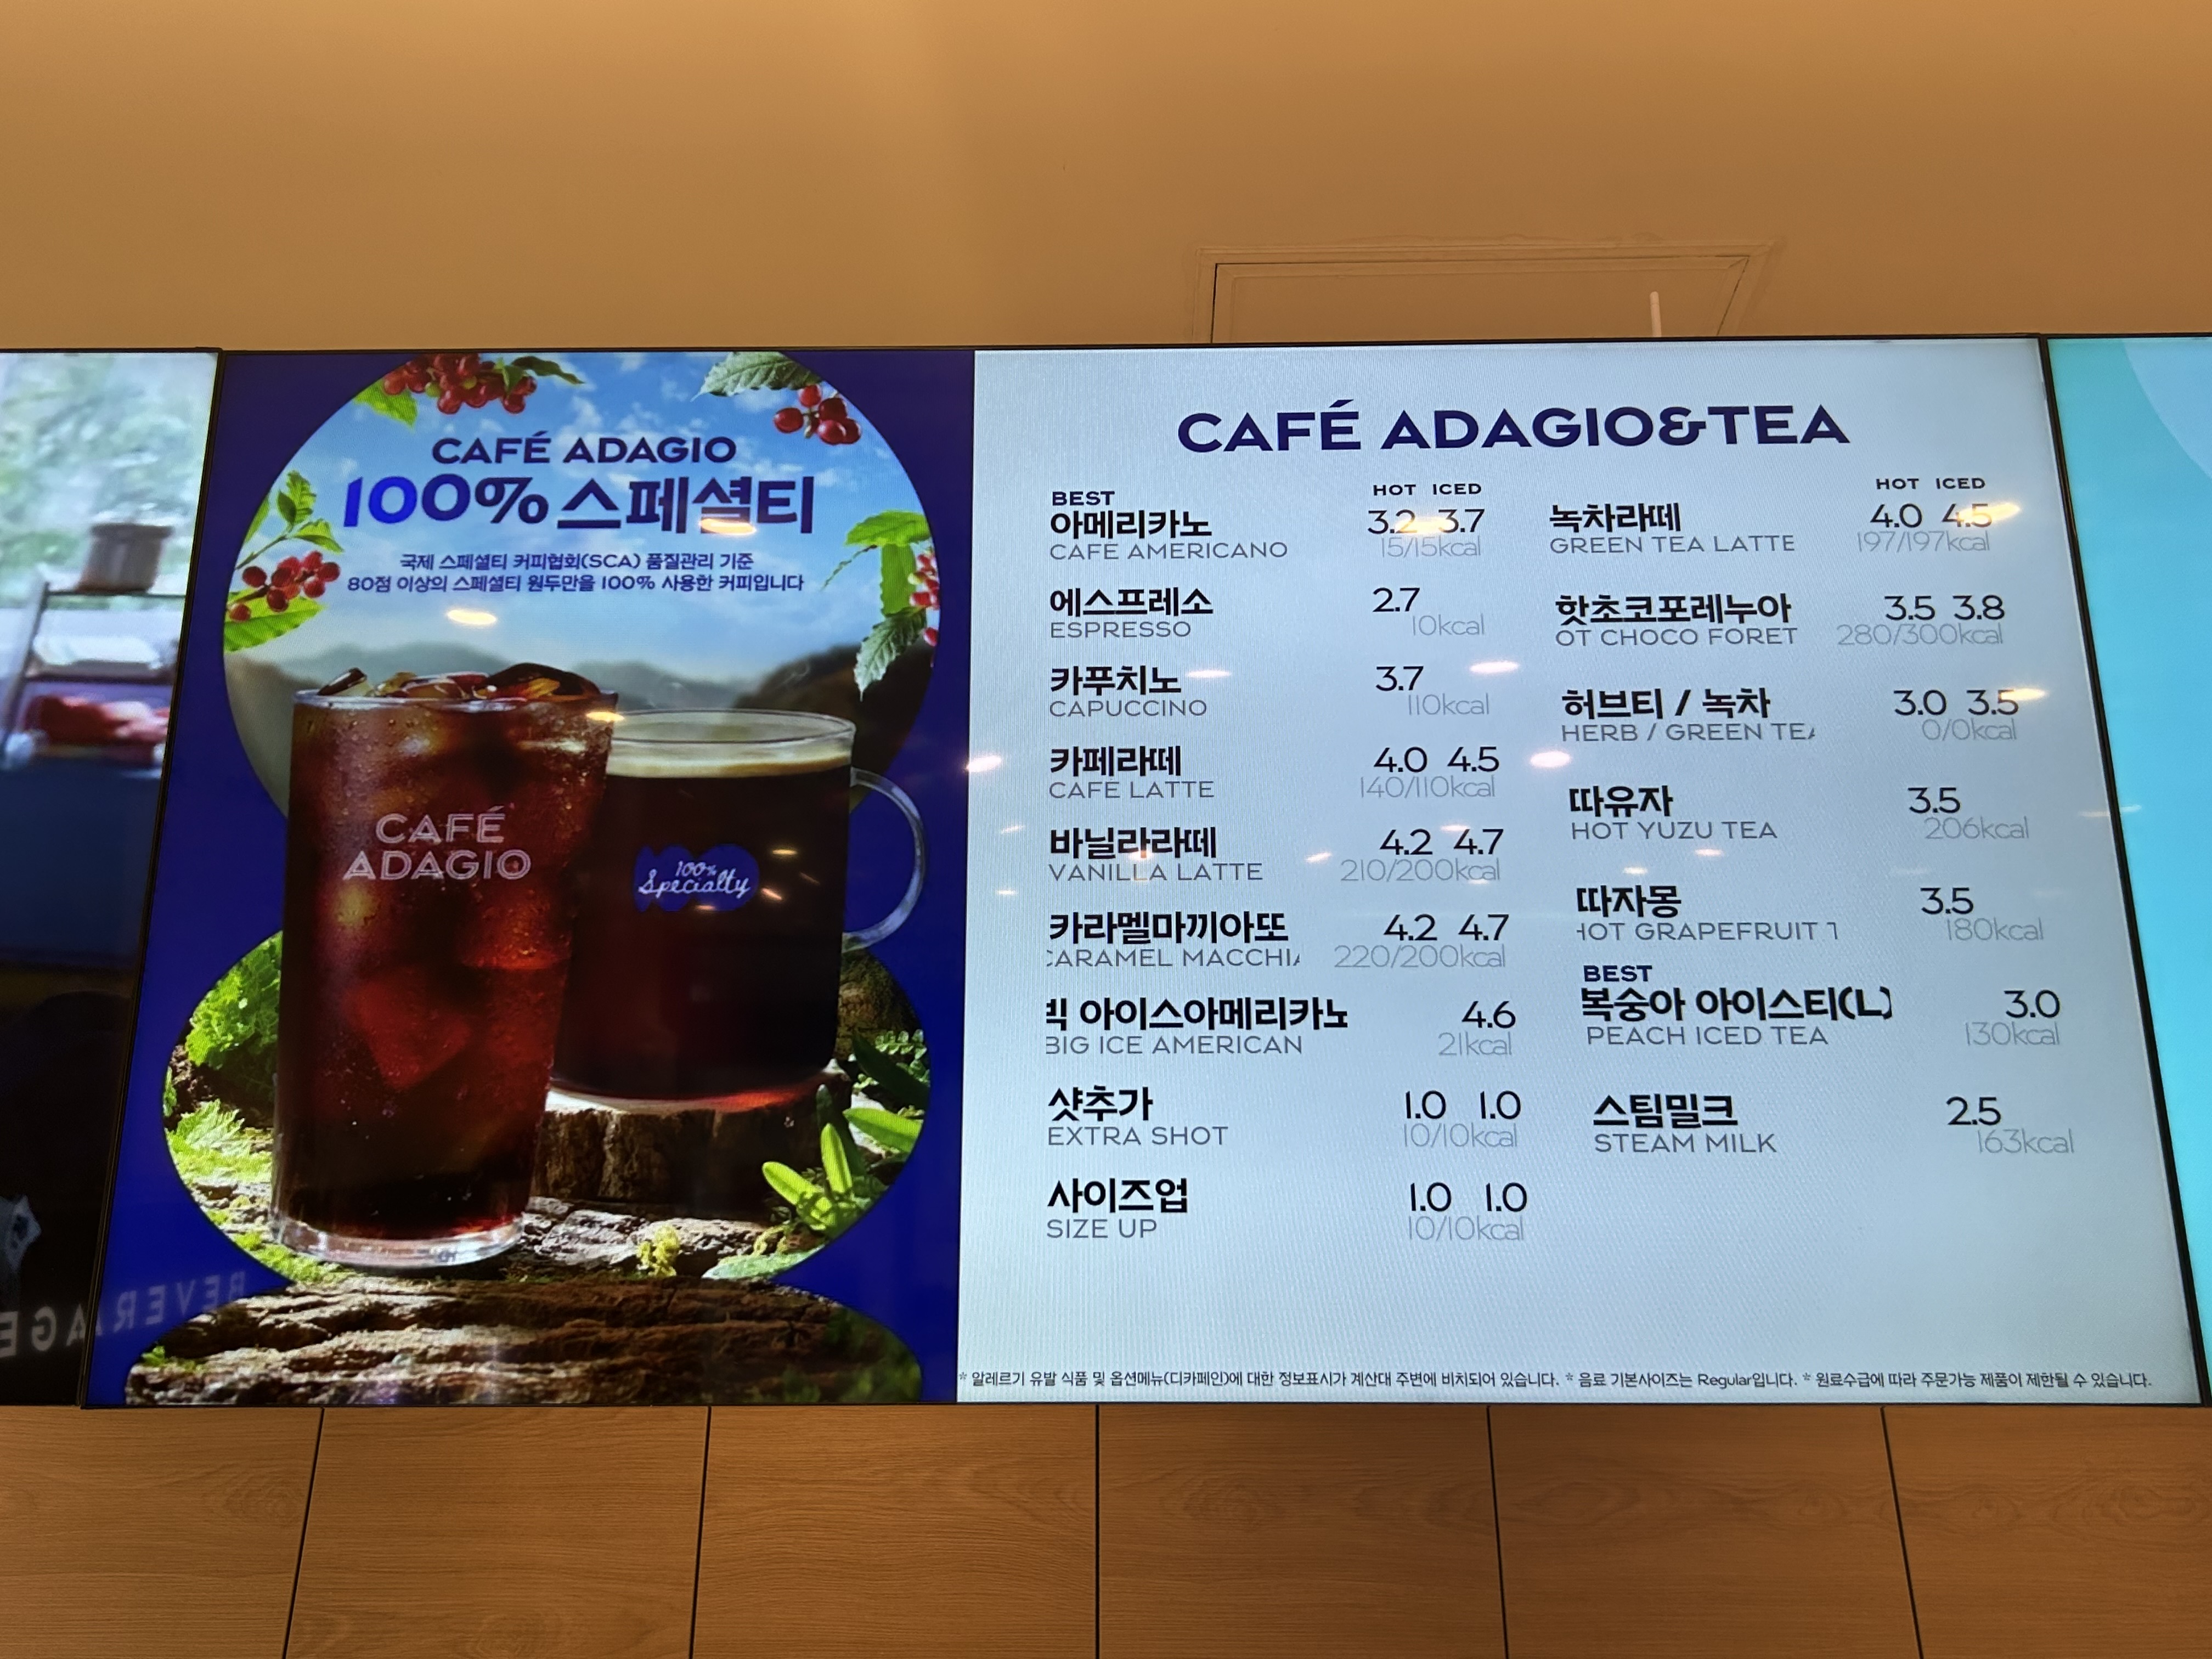 CAFÉ ADAGIO
100% 스페셜티
국제 스페셜티 커피협회(SCA) 품질관리 기준
80점 이상의 스페셜티 원두만을 100% 사용한 커피입니다
CAFÉ
ADAGIO
100%
Specialty
BEVERAGE
CAFÉ ADAGIO&TEA
HOT ICED
BEST
아메리카노 3.2 3.7
CAFE AMERICANO 15/15kcal
에스프레소 2.7
ESPRESSO 10kcal
카푸치노 3.7
CAPUCCINO 110kcal
카페라떼 4.0 4.5
CAFE LATTE 140/110kcal
바닐라라떼 4.2 4.7
VANILLA LATTE 210/200kcal
카라멜마끼아또 4.2 4.7
CARAMEL MACCHIA 220/200kcal
빅 아이스아메리카노 4.6
BIG ICE AMERICAN 21kcal
샷추가 1.0 1.0
EXTRA SHOT 10/10kcal
사이즈업 1.0 1.0
SIZE UP 10/10kcal
HOT ICED
녹차라떼 4.0 4.5
GREEN TEA LATTE 197/197kcal
핫초코포레누아 3.5 3.8
OT CHOCO FORET 280/300kcal
허브티 / 녹차 3.0 3.5
HERB / GREEN TEA 0/0kcal
따유자 3.5
HOT YUZU TEA 206kcal
따자몽 3.5
HOT GRAPEFRUIT T 180kcal
BEST
복숭아 아이스티(L) 3.0
PEACH ICED TEA 130kcal
스팀밀크 2.5
STEAM MILK 163kcal
* 알레르기 유발 식품 및 옵션메뉴(디카페인)에 대한 정보표시가 계산대 주변에 비치되어 있습니다. * 음료 기본사이즈는 Regular입니다. * 원료수급에 따라 주문가능 제품이 제한될 수 있습니다.